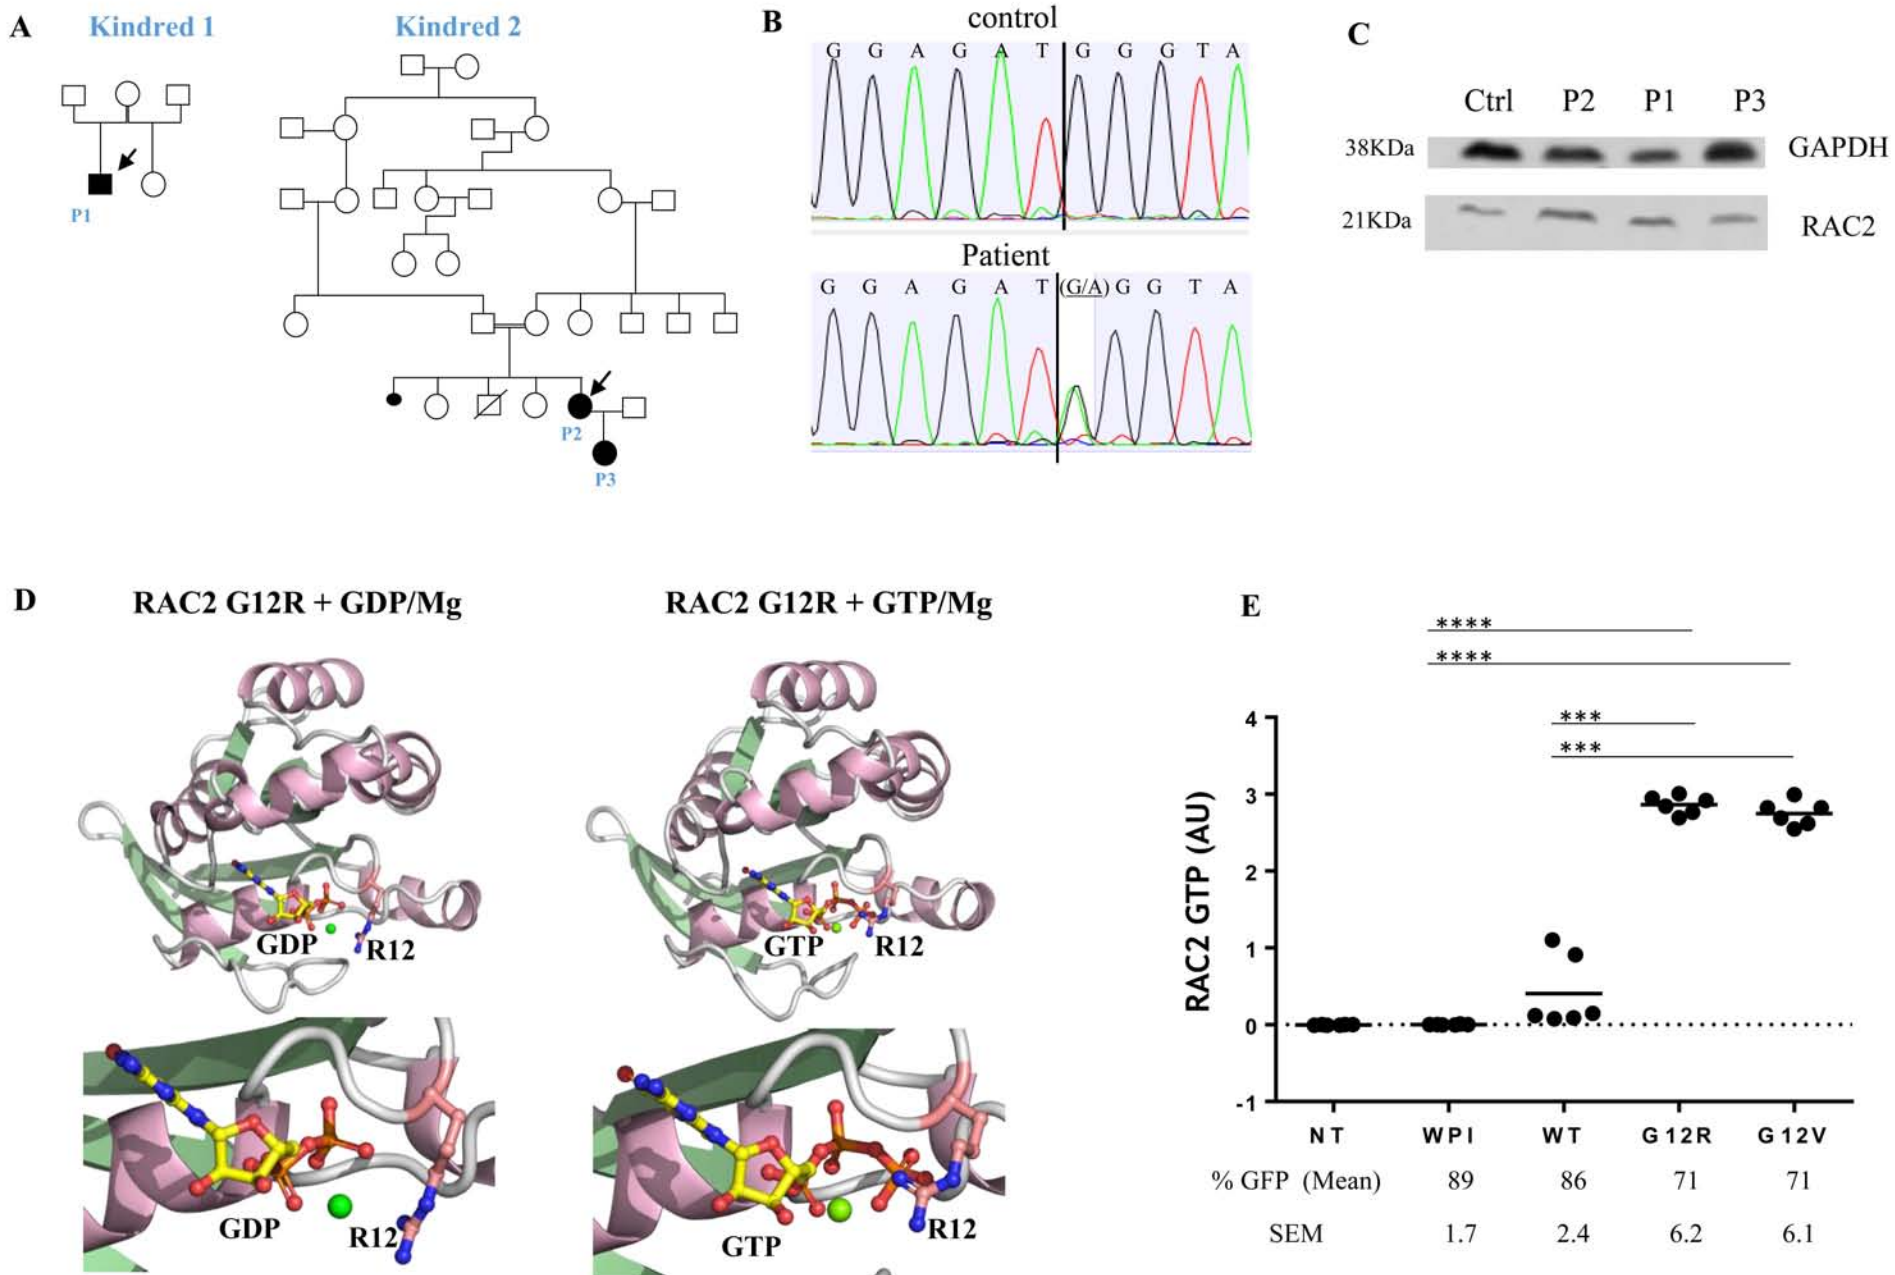 A
Kindred 1
Kindred 2
P1
P2
P3
B
control
G G A G A T G G G T A
Patient
G G A G A T (G/A) G G T A
C
Ctrl P2 P1 P3
38KDa GAPDH
21KDa RAC2
D
RAC2 G12R + GDP/Mg
RAC2 G12R + GTP/Mg
GDP R12
GTP R12
GDP R12
GTP R12
E
****
****
***
***
RAC2 GTP (AU)
4
3
2
1
0
-1
NT WPI WT G12R G12V
% GFP (Mean) 89 86 71 71
SEM 1.7 2.4 6.2 6.1